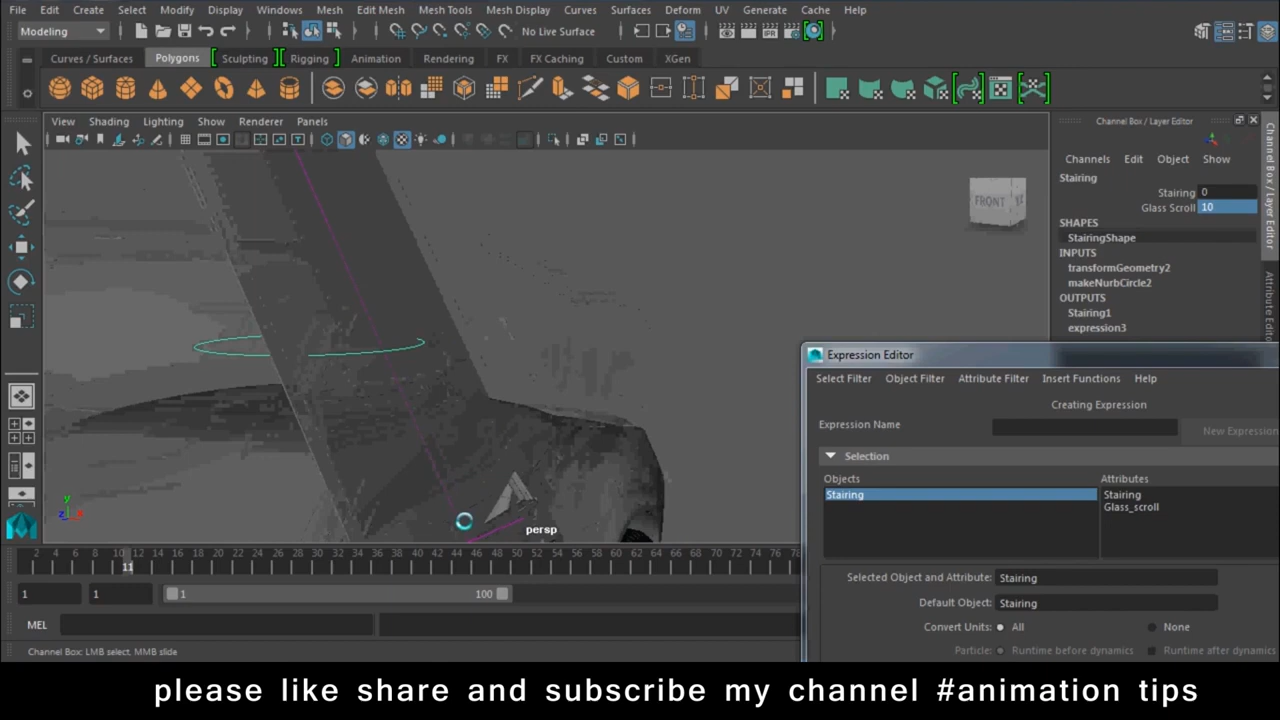 File Edit Create Select Modify Display Windows Mesh Edit Mesh Mesh Tools Mesh Display Curves Surfaces Deform UV Generate Cache Help
Modeling
No Live Surface
Curves / Surfaces Polygons Sculpting Rigging Animation Rendering FX FX Caching Custom XGen
View Shading Lighting Show Renderer Panels
Channel Box / Layer Editor
Channels Edit Object Show
Stairing
Stairing 0
Glass Scroll 10
SHAPES
StairingShape
INPUTS
transformGeometry2
makeNurbCircle2
OUTPUTS
Stairing1
expression3
Channel Box / Layer Editor
Attribute Editor
FRONT
persp
y
z x
Expression Editor
Select Filter Object Filter Attribute Filter Insert Functions Help
Creating Expression
Expression Name
New Expression
Selection
Objects Attributes
Stairing Stairing
Glass_scroll
Selected Object and Attribute: Stairing
Default Object: Stairing
Convert Units: All None
Particle: Runtime before dynamics Runtime after dynamics
2 4 6 8 10 12 14 16 18 20 22 24 26 28 30 32 34 36 38 40 42 44 46 48 50 52 54 56 58 60 62 64 66 68 70 72 74 76 78
11
1 1 1 100
MEL
Channel Box: LMB select, MMB slide
please like share and subscribe my channel #animation tips